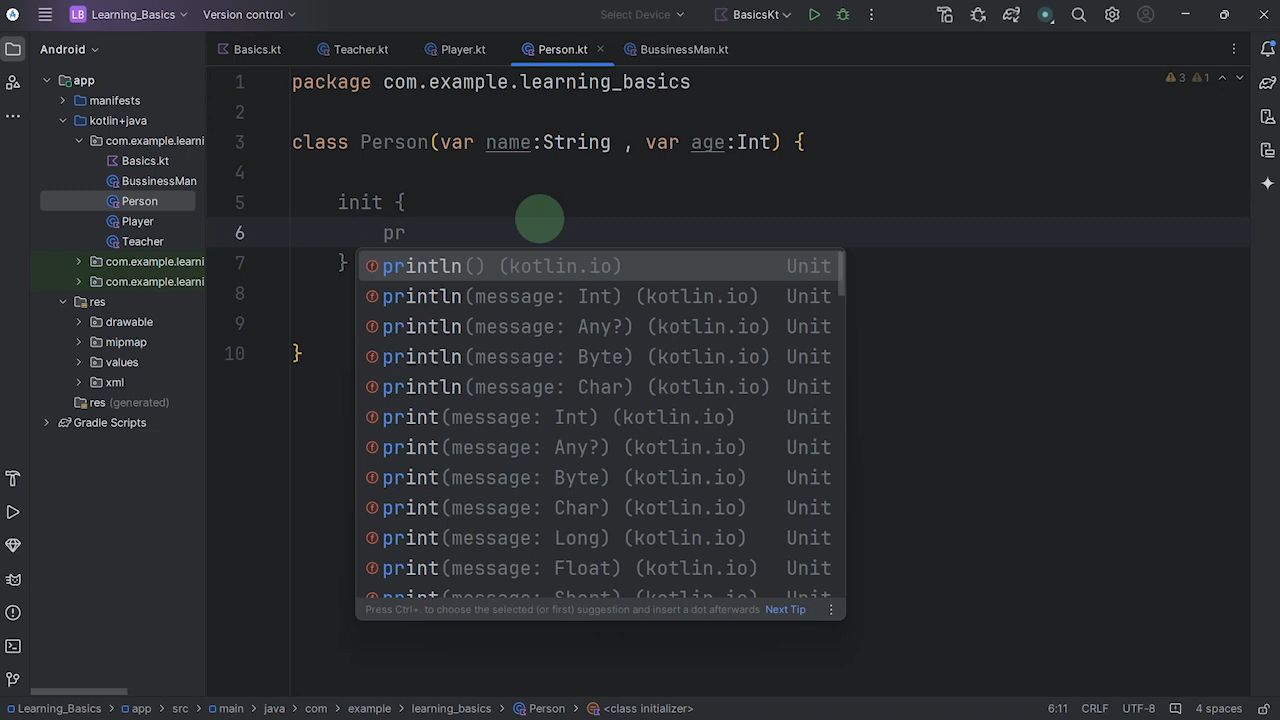 LB Learning_Basics Version control Select Device BasicsKt
Android
Basics.kt Teacher.kt Player.kt Person.kt BussinessMan.kt
app
manifests
kotlin+java
com.example.learni
Basics.kt
BussinessMan
Person
Player
Teacher
com.example.learni
com.example.learni
res
drawable
mipmap
values
xml
res (generated)
Gradle Scripts
3 1
1 package com.example.learning_basics
2
3 class Person(var name:String , var age:Int) {
4
5 init {
6 pr
7 }
8
9
10 }
println() (kotlin.io) Unit
println(message: Int) (kotlin.io) Unit
println(message: Any?) (kotlin.io) Unit
println(message: Byte) (kotlin.io) Unit
println(message: Char) (kotlin.io) Unit
print(message: Int) (kotlin.io) Unit
print(message: Any?) (kotlin.io) Unit
print(message: Byte) (kotlin.io) Unit
print(message: Char) (kotlin.io) Unit
print(message: Long) (kotlin.io) Unit
print(message: Float) (kotlin.io) Unit
print(message: Short) (kotlin.io) Unit
Press Ctrl+. to choose the selected (or first) suggestion and insert a dot afterwards Next Tip
Learning_Basics app src main java com example learning_basics Person <class initializer> 6:11 CRLF UTF-8 4 spaces